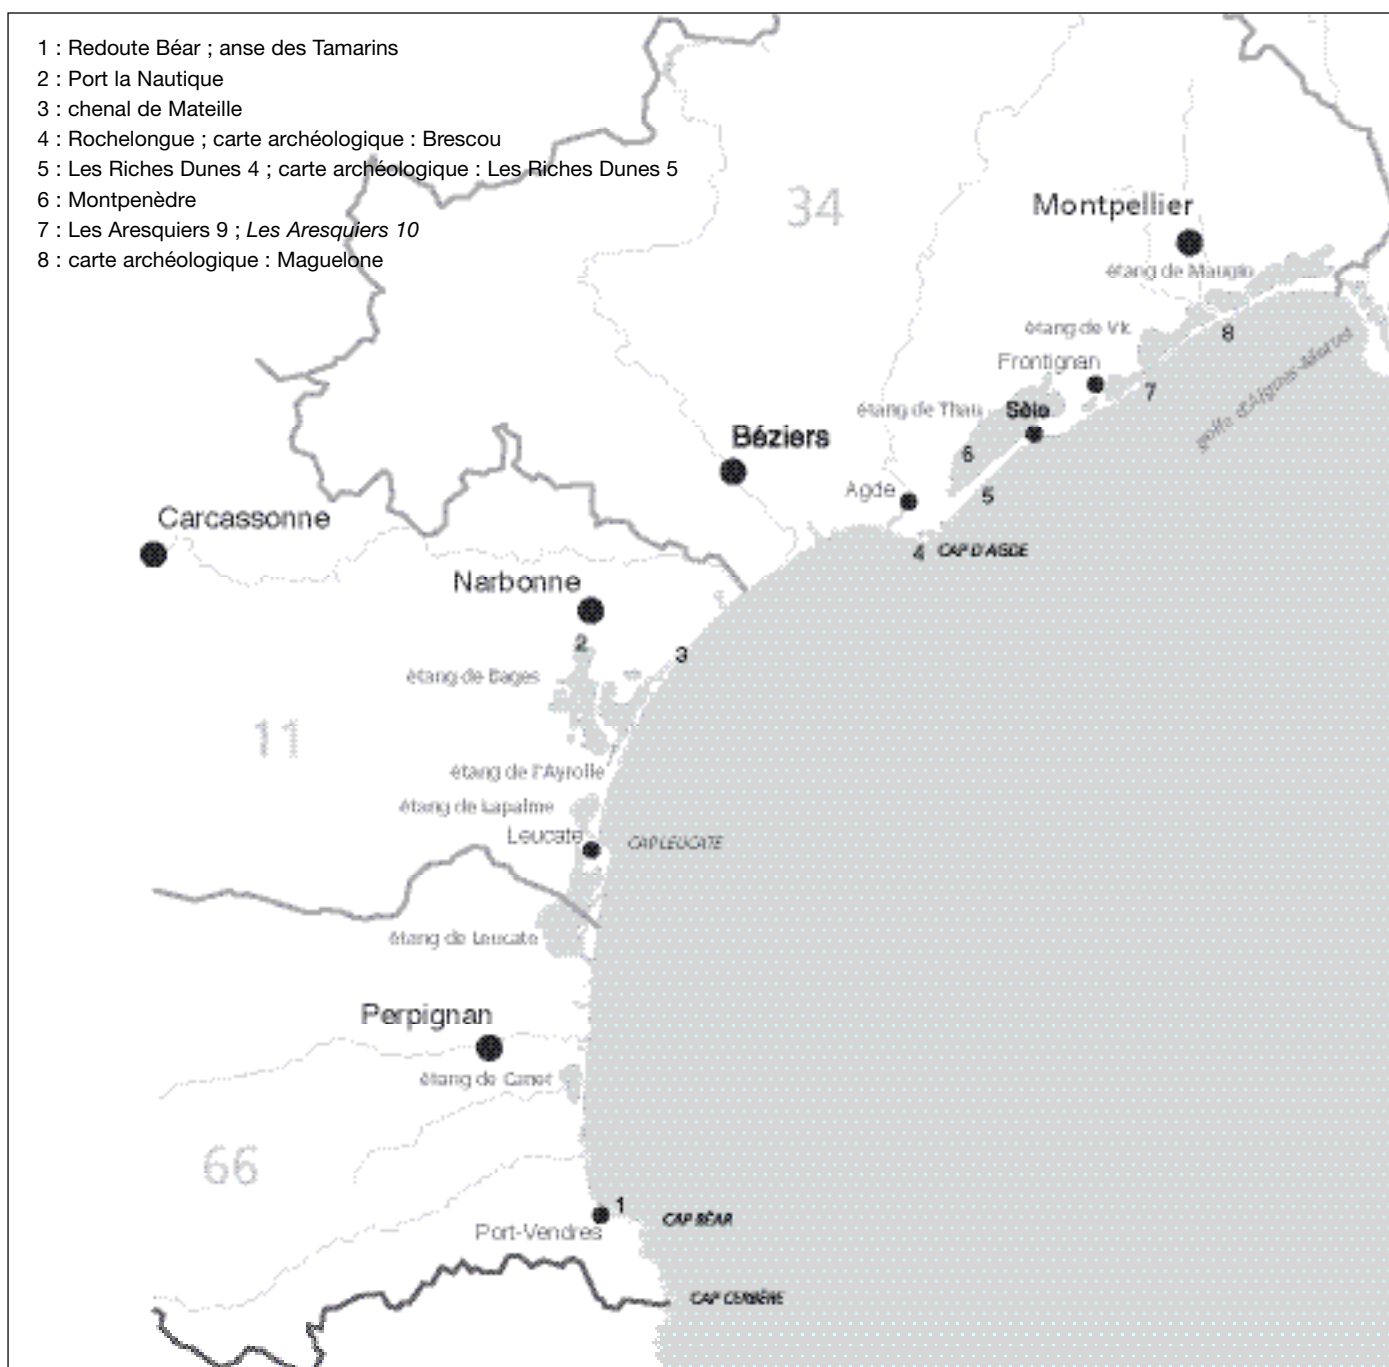 1 : Redoute Béar ; anse des Tamarins
2 : Port la Nautique
3 : chenal de Mateille
4 : Rochelongue ; carte archéologique : Brescou
5 : Les Riches Dunes 4 ; carte archéologique : Les Riches Dunes 5
6 : Montpenèdre
7 : Les Aresquiers 9 ; Les Aresquiers 10
8 : carte archéologique : Maguelone
34
Montpellier
étang de Mauguio
étang de Vic
8
Frontignan
golfe d'Aigues-Mortes
7
étang de Thau
Sète
Béziers
6
Agde
5
Carcassonne
4
CAP D'AGDE
Narbonne
2
3
étang de Bages
11
étang de l'Ayrolle
étang de Lapalme
Leucate
CAP LEUCATE
étang de Leucate
Perpignan
étang de Canet
66
1
CAP BÉAR
Port-Vendres
CAP CERBÈRE